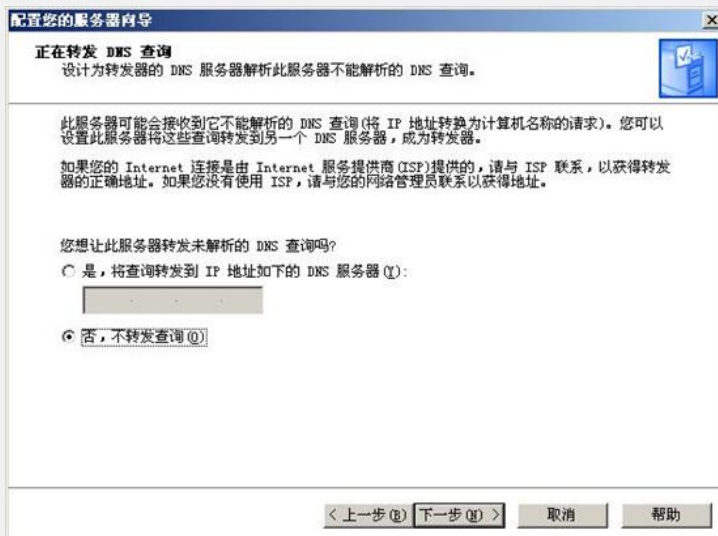 配置您的服务器向导
正在转发 DNS 查询
设计为转发器的 DNS 服务器解析此服务器不能解析的 DNS 查询。
此服务器可能会接收到它不能解析的 DNS 查询(将 IP 地址转换为计算机名称的请求)。您可以
设置此服务器将这些查询转发到另一个 DNS 服务器，成为转发器。
如果您的 Internet 连接是由 Internet 服务提供商(ISP)提供的，请与 ISP 联系，以获得转发
器的正确地址。如果您没有使用 ISP，请与您的网络管理员联系以获得地址。
您想让此服务器转发未解析的 DNS 查询吗?
是，将查询转发到 IP 地址如下的 DNS 服务器(Y):
否，不转发查询(O)
< 上一步(B) 下一步(N) > 取消 帮助